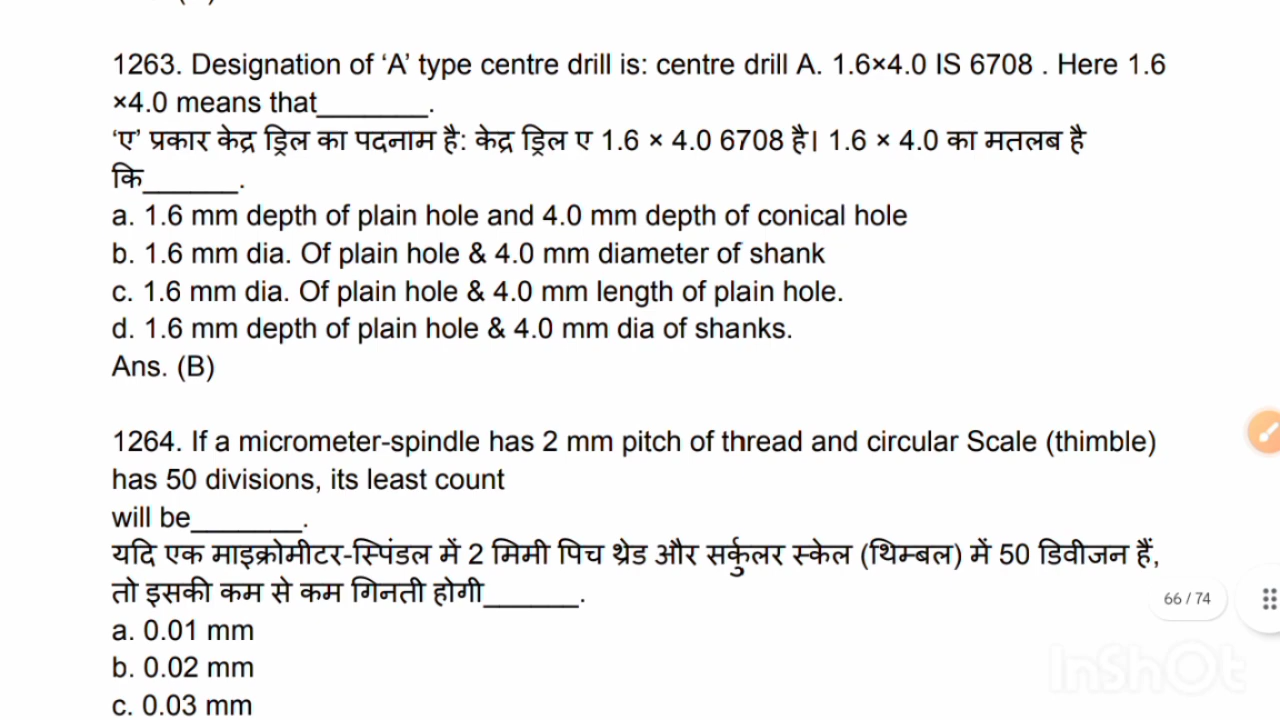 1263. Designation of ‘A’ type centre drill is: centre drill A. 1.6×4.0 IS 6708 . Here 1.6
×4.0 means that_______.
‘ए’ प्रकार केद्र ड्रिल का पदनाम है: केद्र ड्रिल ए 1.6 × 4.0 6708 है। 1.6 × 4.0 का मतलब है
कि______.
a. 1.6 mm depth of plain hole and 4.0 mm depth of conical hole
b. 1.6 mm dia. Of plain hole & 4.0 mm diameter of shank
c. 1.6 mm dia. Of plain hole & 4.0 mm length of plain hole.
d. 1.6 mm depth of plain hole & 4.0 mm dia of shanks.
Ans. (B)
1264. If a micrometer-spindle has 2 mm pitch of thread and circular Scale (thimble)
has 50 divisions, its least count
will be_______.
यदि एक माइक्रोमीटर-स्पिंडल में 2 मिमी पिच थ्रेड और सर्कुलर स्केल (थिम्बल) में 50 डिवीजन हैं,
तो इसकी कम से कम गिनती होगी______.
66 / 74
a. 0.01 mm
b. 0.02 mm
InShOt
c. 0.03 mm